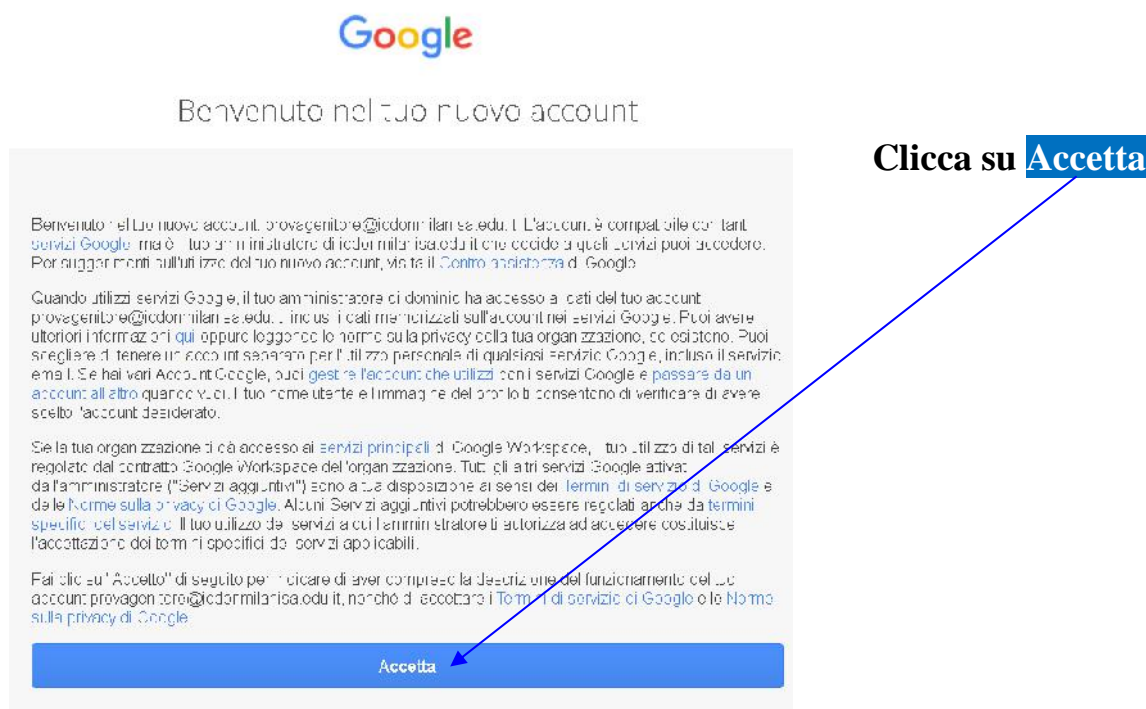 Google
Benvenuto nel tuo nuovo account
Clicca su Accetta
Benvenuto nel tuo nuovo account: provagenitore@icdonmilanisa.edu.it. L'account è compatibile con tanti
servizi Google, ma è il tuo amministratore di icdonmilanisa.edu.it che decide a quali servizi puoi accedere.
Per suggerimenti sull'utilizzo del tuo nuovo account, visita il Centro assistenza di Google.
Quando utilizzi servizi Google, il tuo amministratore di dominio ha accesso ai dati del tuo account
provagenitore@icdonmilanisa.edu.it, inclusi i dati memorizzati sull'account nei servizi Google. Puoi avere
ulteriori informazioni qui oppure leggendo le norme sulla privacy della tua organizzazione, se esistono. Puoi
scegliere di tenere un account separato per l'utilizzo personale di qualsiasi servizio Google, incluso il servizio
email. Se hai vari Account Google, puoi gestire l'account che utilizzi con i servizi Google e passare da un
account all'altro quando vuoi. Il tuo nome utente e l'immagine del profilo ti consentono di verificare di avere
scelto l'account desiderato.
Se la tua organizzazione ti dà accesso ai servizi principali di Google Workspace, il tuo utilizzo di tali servizi è
regolato dal contratto Google Workspace dell'organizzazione. Tutti gli altri servizi Google attivati
dall'amministratore ("Servizi aggiuntivi") sono a tua disposizione ai sensi dei Termini di servizio di Google e
delle Norme sulla privacy di Google. Alcuni Servizi aggiuntivi potrebbero essere regolati anche da termini
specifici del servizio. Il tuo utilizzo dei servizi a cui l'amministratore ti autorizza ad accedere costituisce
l'accettazione dei termini specifici dei servizi applicabili.
Fai clic su "Accetto" di seguito per indicare di aver compreso la descrizione del funzionamento del tuo
account provagenitore@icdonmilanisa.edu.it, nonché di accettare i Termini di servizio di Google e le Norme
sulla privacy di Google.
Accetta